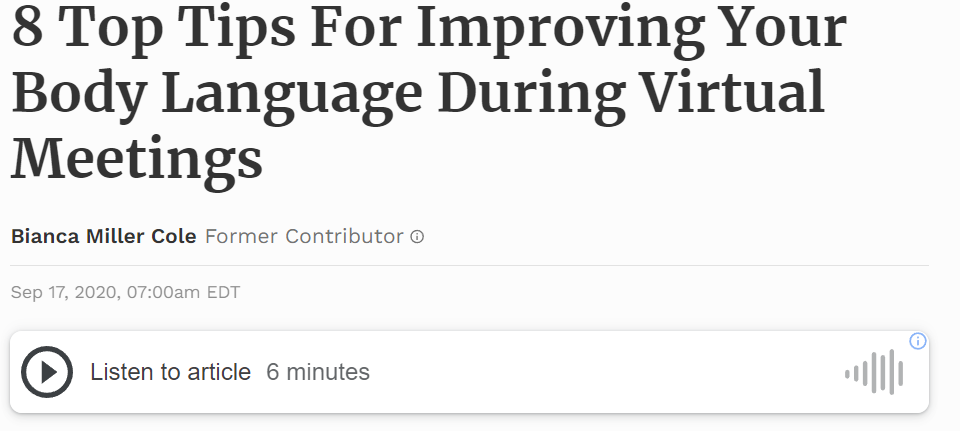 8 Top Tips For Improving Your
Body Language During Virtual
Meetings
Bianca Miller Cole Former Contributor
Sep 17, 2020, 07:00am EDT
Listen to article 6 minutes